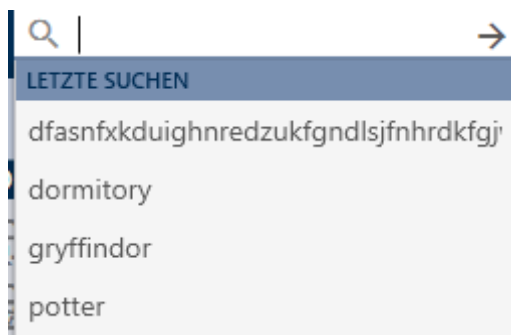 LETZTE SUCHEN
dfasnfxkduighnredzukfgndlsjfnhrdkfgj
dormitory
gryffindor
potter